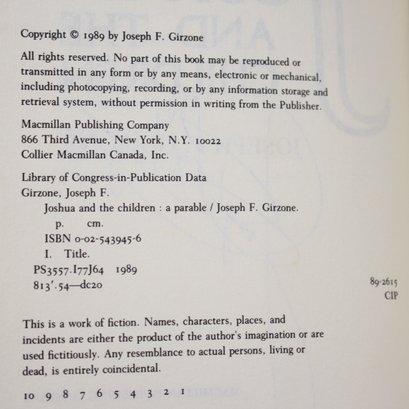 Copyright © 1989 by Joseph F. Girzone
All rights reserved. No part of this book may be reproduced or
transmitted in any form or by any means, electronic or mechanical,
including photocopying, recording, or by any information storage and
retrieval system, without permission in writing from the Publisher.
Macmillan Publishing Company
866 Third Avenue, New York, N.Y. 10022
Collier Macmillan Canada, Inc.
Library of Congress-in-Publication Data
Girzone, Joseph F.
Joshua and the children : a parable / Joseph F. Girzone.
p. cm.
ISBN 0-02-543945-6
I. Title.
PS3557.I77J64 1989
813'.54—dc20
89-2615
CIP
This is a work of fiction. Names, characters, places, and
incidents are either the product of the author's imagination or are
used fictitiously. Any resemblance to actual persons, living or
dead, is entirely coincidental.
10 9 8 7 6 5 4 3 2 1